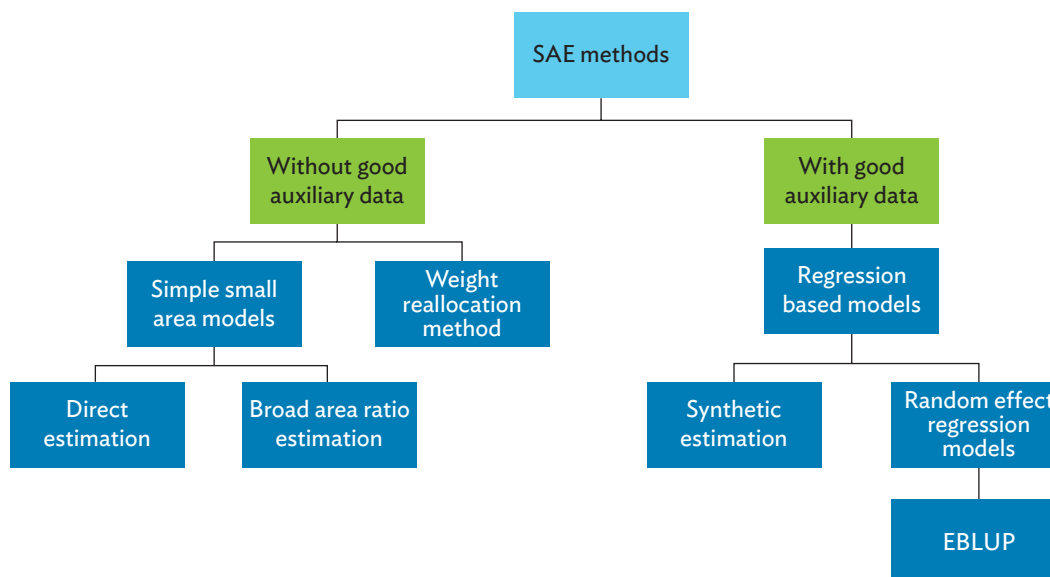 SAE methods
Without good
auxiliary data
With good
auxiliary data
Simple small
area models
Weight
reallocation
method
Regression
based models
Direct
estimation
Broad area ratio
estimation
Synthetic
estimation
Random effect
regression
models
EBLUP